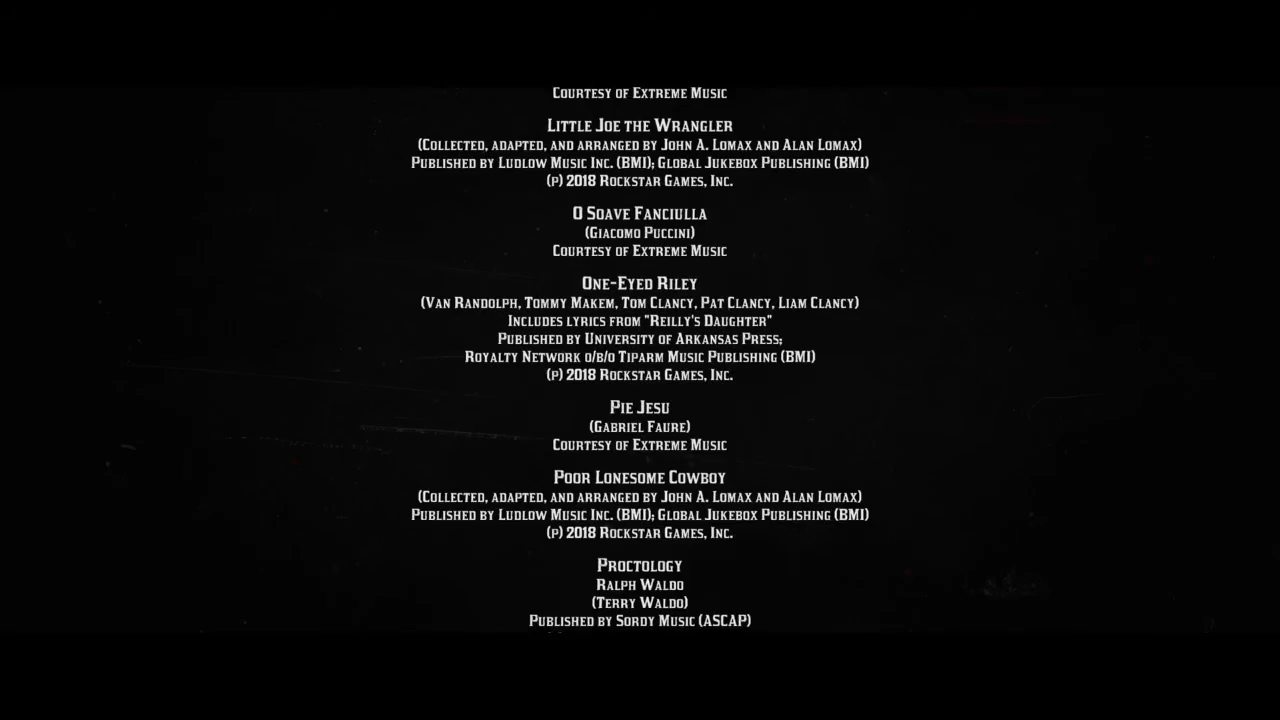 Courtesy of Extreme Music
Little Joe the Wrangler
(Collected, adapted, and arranged by John A. Lomax and Alan Lomax)
Published by Ludlow Music Inc. (BMI); Global Jukebox Publishing (BMI)
(p) 2018 Rockstar Games, Inc.
O Soave Fanciulla
(Giacomo Puccini)
Courtesy of Extreme Music
One-Eyed Riley
(Van Randolph, Tommy Makem, Tom Clancy, Pat Clancy, Liam Clancy)
Includes lyrics from "Reilly's Daughter"
Published by University of Arkansas Press;
Royalty Network o/b/o Tiparm Music Publishing (BMI)
(p) 2018 Rockstar Games, Inc.
Pie Jesu
(Gabriel Faure)
Courtesy of Extreme Music
Poor Lonesome Cowboy
(Collected, adapted, and arranged by John A. Lomax and Alan Lomax)
Published by Ludlow Music Inc. (BMI); Global Jukebox Publishing (BMI)
(p) 2018 Rockstar Games, Inc.
Proctology
Ralph Waldo
(Terry Waldo)
Published by Sordy Music (ASCAP)